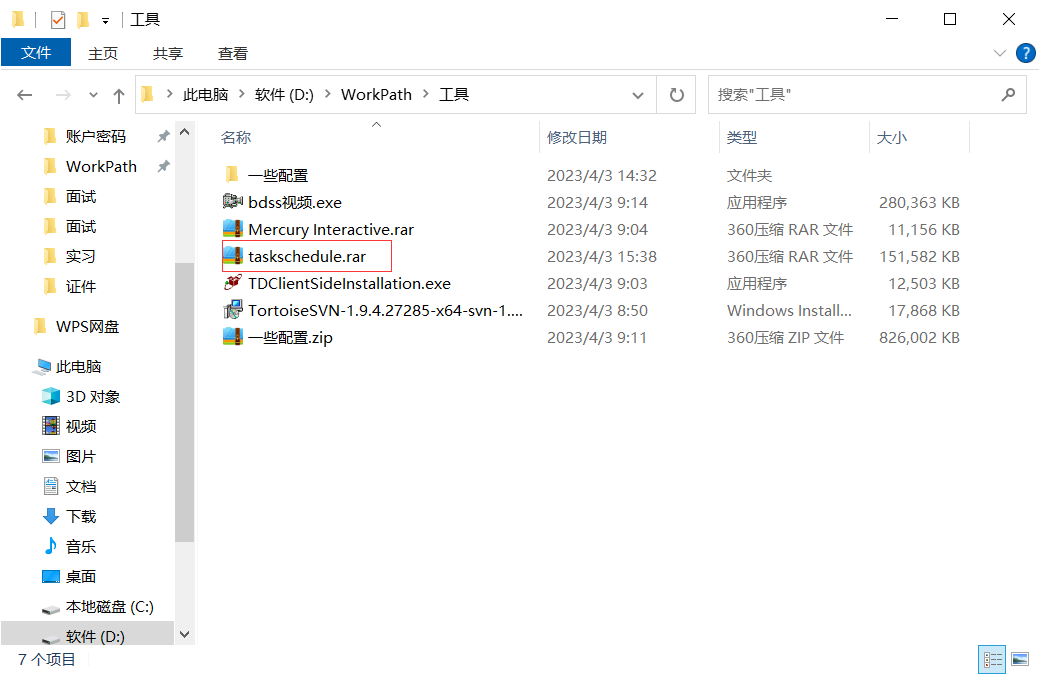 工具
文件 主页 共享 查看
此电脑 软件 (D:) WorkPath 工具 搜索"工具"
名称 修改日期 类型 大小
账户密码
WorkPath
面试
面试
实习
证件
WPS网盘
此电脑
3D 对象
视频
图片
文档
下载
音乐
桌面
本地磁盘 (C:)
软件 (D:)
一些配置 2023/4/3 14:32 文件夹
bdss视频.exe 2023/4/3 9:14 应用程序 280,363 KB
Mercury Interactive.rar 2023/4/3 9:04 360压缩 RAR 文件 11,156 KB
taskschedule.rar 2023/4/3 15:38 360压缩 RAR 文件 151,582 KB
TDClientSideInstallation.exe 2023/4/3 9:03 应用程序 12,503 KB
TortoiseSVN-1.9.4.27285-x64-svn-1.... 2023/4/3 8:50 Windows Install... 17,868 KB
一些配置.zip 2023/4/3 9:11 360压缩 ZIP 文件 826,002 KB
7 个项目